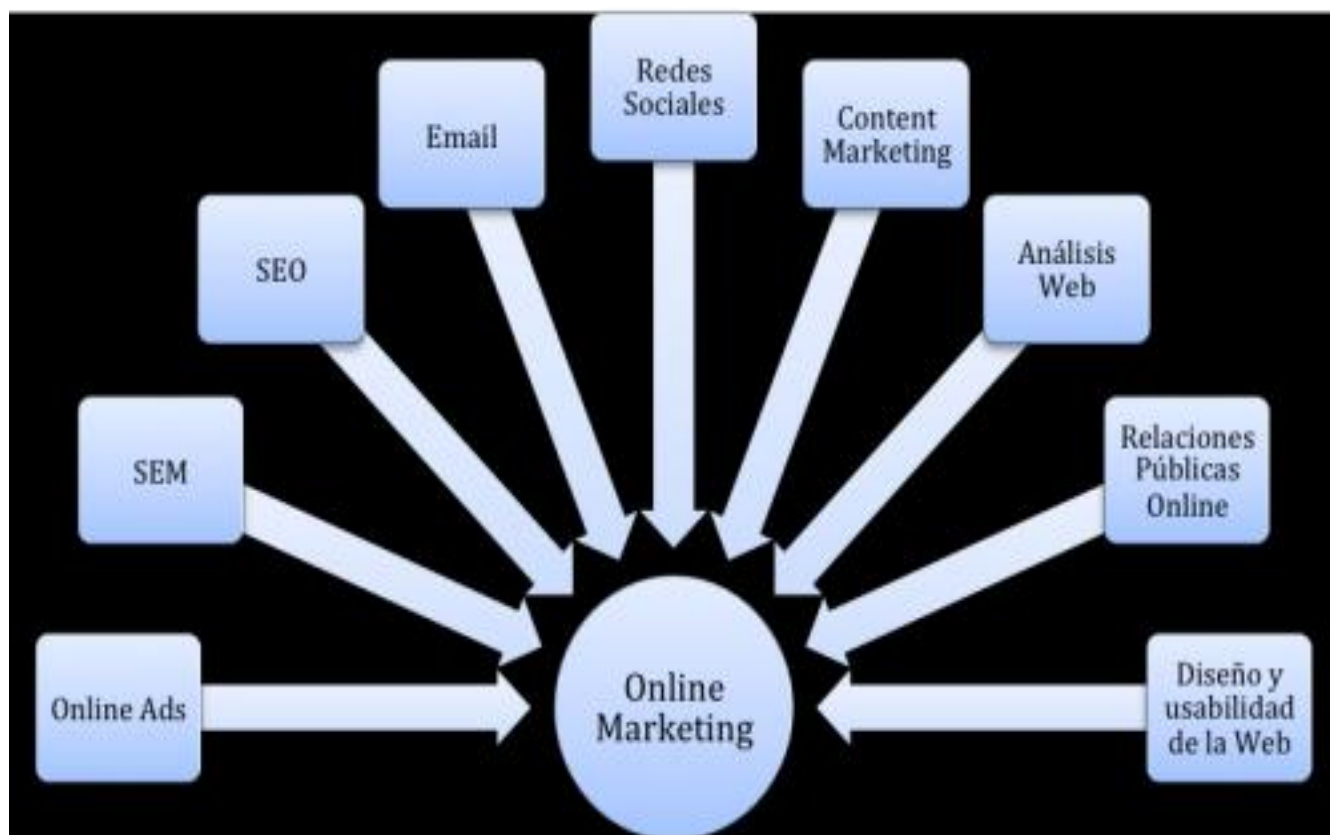 Redes
Sociales
Email
Content
Marketing
SEO
Análisis
Web
SEM
Relaciones
Públicas
Online
Online Ads
Online
Marketing
Diseño y
usabilidad
de la Web